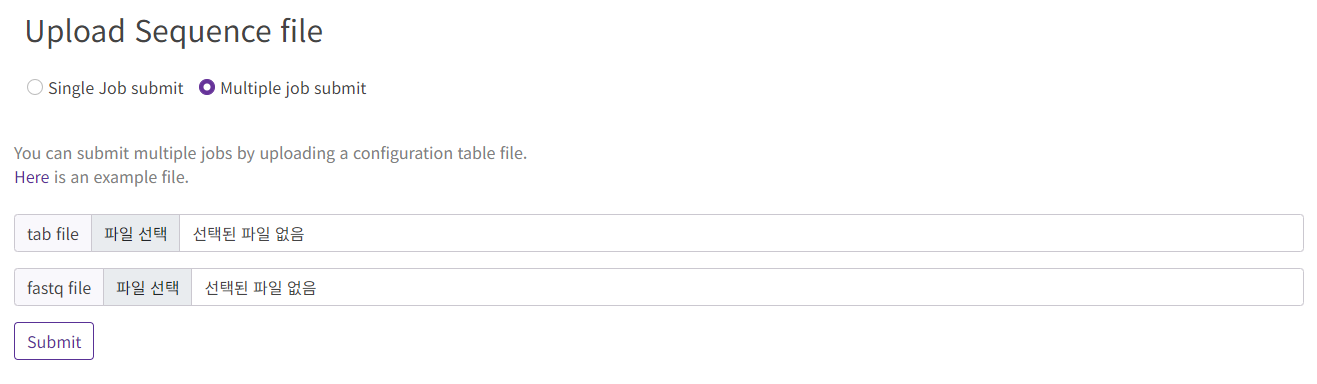 Upload Sequence file
Single Job submit Multiple job submit
You can submit multiple jobs by uploading a configuration table file.
Here is an example file.
tab file 파일 선택 선택된 파일 없음
fastq file 파일 선택 선택된 파일 없음
Submit